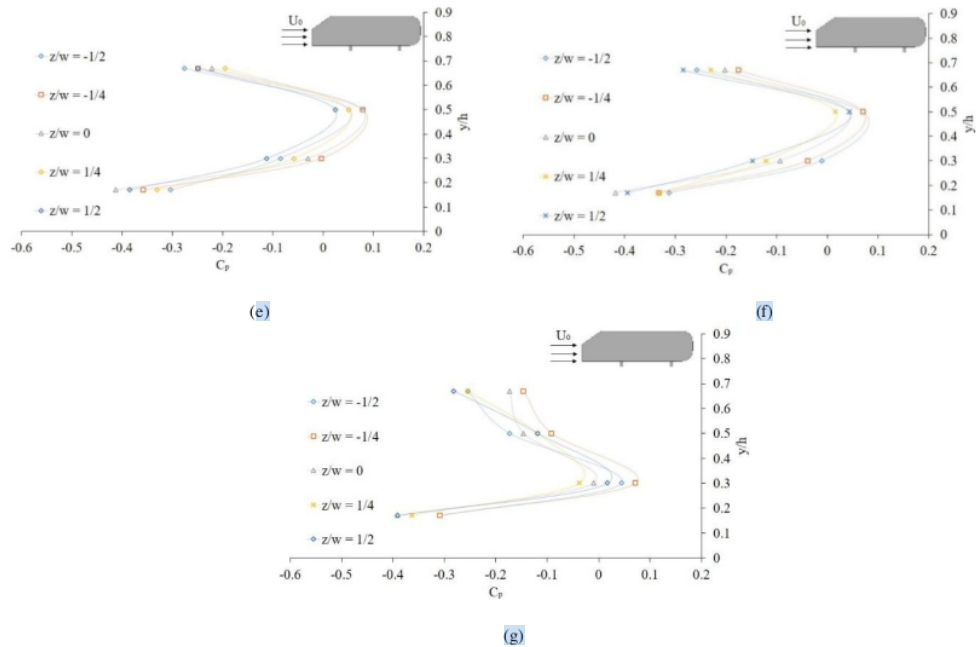 U₀
0.9
0.8
z/w = -1/2
0.7
z/w = -1/4
0.6
0.5
y/h
z/w = 0
0.4
z/w = 1/4
0.3
0.2
z/w = 1/2
0.1
0
-0.6 -0.5 -0.4 -0.3 -0.2 -0.1 0 0.1 0.2
Cₚ
(e)
U₀
0.9
0.8
z/w = -1/2
0.7
z/w = -1/4
0.6
0.5
y/h
z/w = 0
0.4
z/w = 1/4
0.3
0.2
z/w = 1/2
0.1
0
-0.6 -0.5 -0.4 -0.3 -0.2 -0.1 0 0.1 0.2
Cₚ
(f)
U₀
0.9
0.8
z/w = -1/2
0.7
0.6
z/w = -1/4
0.5
y/h
z/w = 0
0.4
0.3
z/w = 1/4
0.2
z/w = 1/2
0.1
0
-0.6 -0.5 -0.4 -0.3 -0.2 -0.1 0 0.1 0.2
Cₚ
(g)